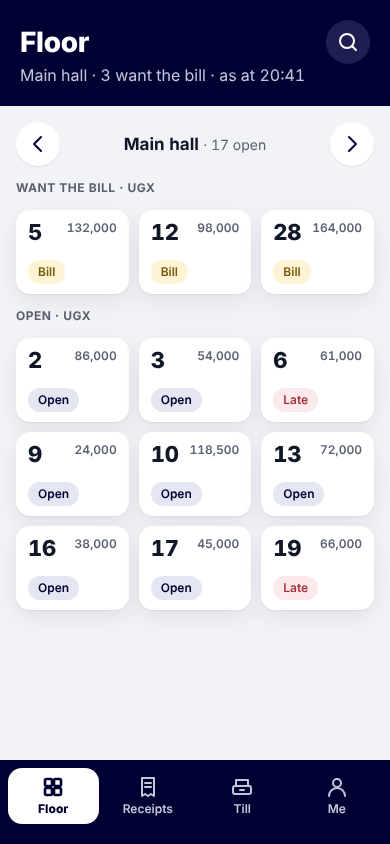 Floor
Main hall · 3 want the bill · as at 20:41
Main hall · 17 open
WANT THE BILL · UGX
5 132,000
Bill
12 98,000
Bill
28 164,000
Bill
OPEN · UGX
2 86,000
Open
3 54,000
Open
6 61,000
Late
9 24,000
Open
10 118,500
Open
13 72,000
Open
16 38,000
Open
17 45,000
Open
19 66,000
Late
Floor
Receipts
Till
Me